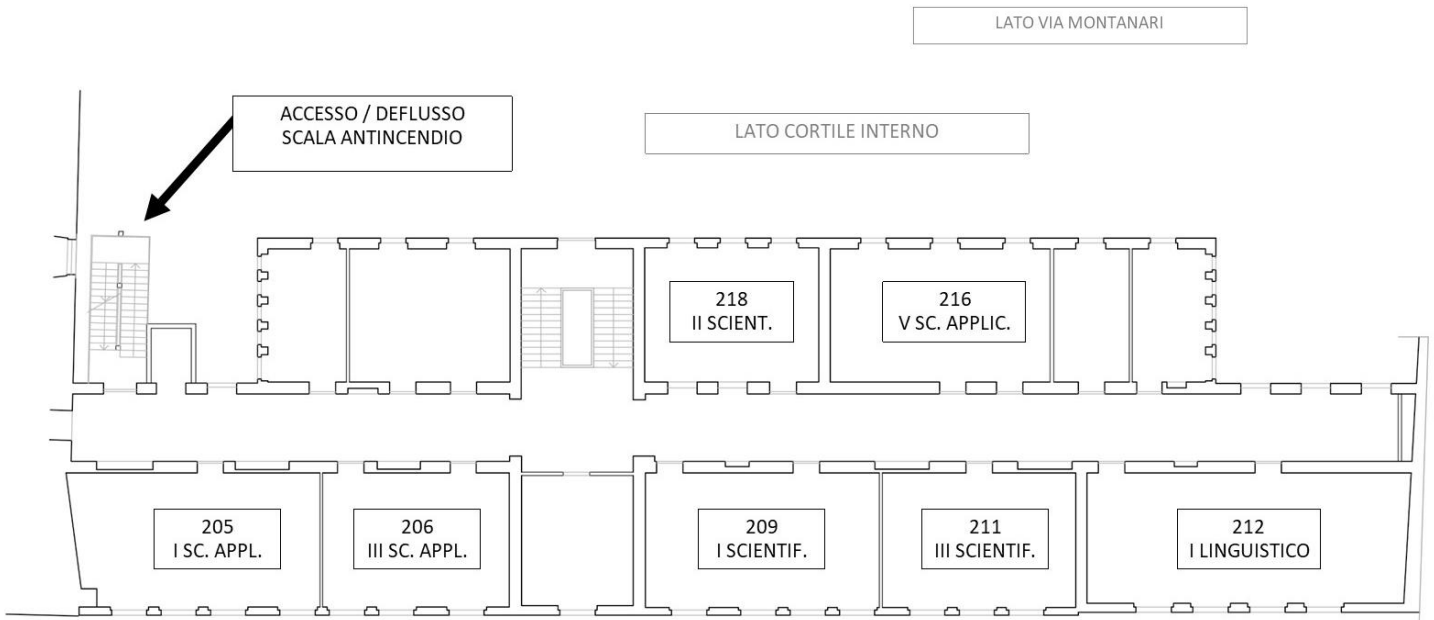 LATO VIA MONTANARI
ACCESSO / DEFLUSSO
SCALA ANTINCENDIO
LATO CORTILE INTERNO
218
II SCIENT.
216
V SC. APPLIC.
205
I SC. APPL.
206
III SC. APPL.
209
I SCIENTIF.
211
III SCIENTIF.
212
I LINGUISTICO